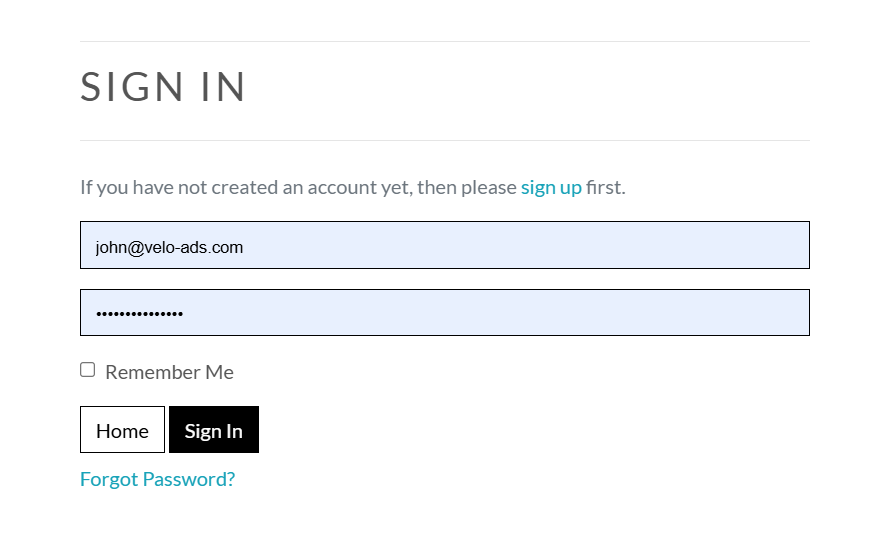 SIGN IN
If you have not created an account yet, then please sign up first.
john@velo-ads.com
•••••••••••••••
Remember Me
Home Sign In
Forgot Password?